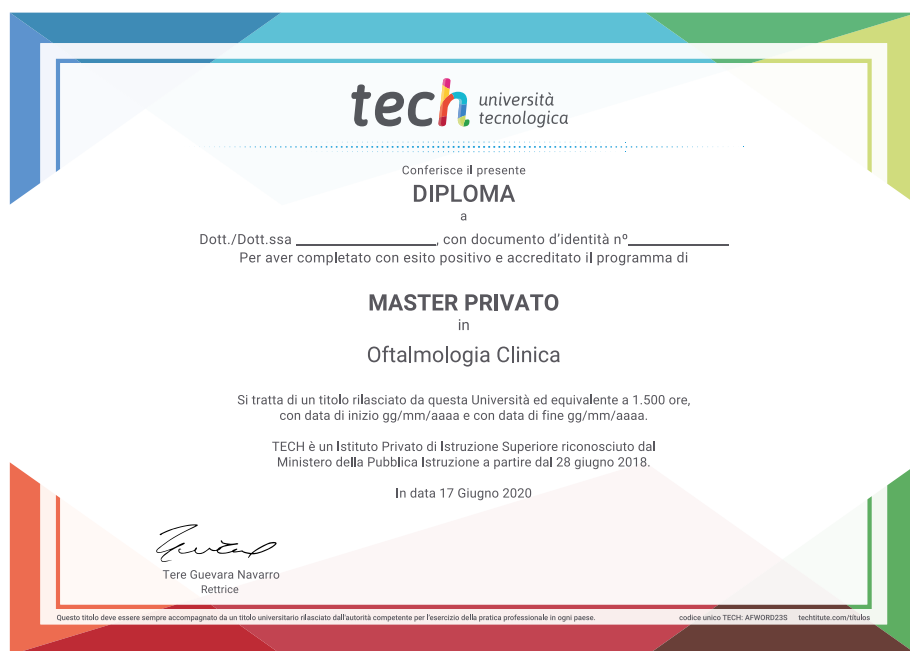 tech università
tecnologica
Conferisce il presente
DIPLOMA
a
Dott./Dott.ssa ____________________, con documento d'identità nº______________
Per aver completato con esito positivo e accreditato il programma di
MASTER PRIVATO
in
Oftalmologia Clinica
Si tratta di un titolo rilasciato da questa Università ed equivalente a 1.500 ore,
con data di inizio gg/mm/aaaa e con data di fine gg/mm/aaaa.
TECH è un Istituto Privato di Istruzione Superiore riconosciuto dal
Ministero della Pubblica Istruzione a partire dal 28 giugno 2018.
In data 17 Giugno 2020
Tere Guevara Navarro
Rettrice
Questo titolo deve essere sempre accompagnato da un titolo universitario rilasciato dall'autorità competente per l'esercizio della pratica professionale in ogni paese. codice unico TECH: AFWORD23S techtitute.com/titulos